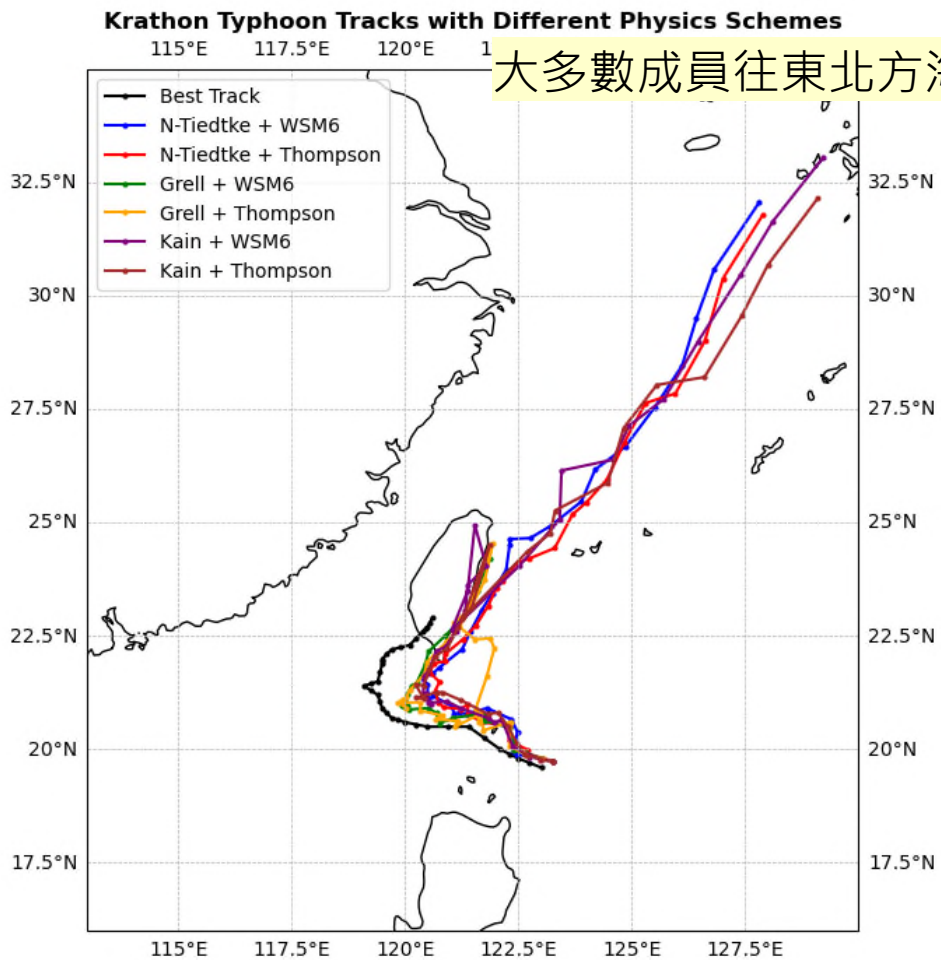 Krathon Typhoon Tracks with Different Physics Schemes
115°E 117.5°E 120°E
大多數成員往東北方
Best Track
N-Tiedtke + WSM6
N-Tiedtke + Thompson
Grell + WSM6
Grell + Thompson
Kain + WSM6
Kain + Thompson
32.5°N 32.5°N
30°N 30°N
27.5°N 27.5°N
25°N 25°N
22.5°N 22.5°N
20°N 20°N
17.5°N 17.5°N
115°E 117.5°E 120°E 122.5°E 125°E 127.5°E